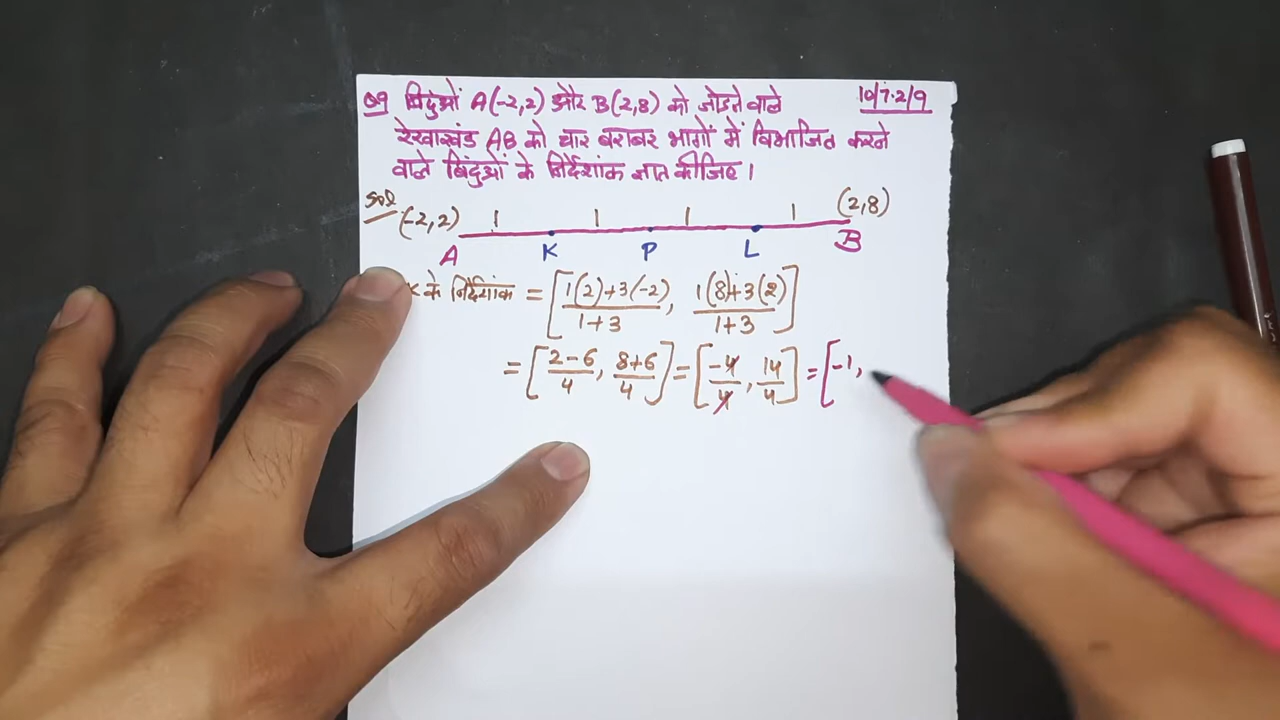 Q9 बिंदुओं A(-2,2) और B(2,8) को जोड़ने वाले 10/7.2/9
रेखाखंड AB को चार बराबर भागों में विभाजित करने
वाले बिंदुओं के निर्देशांक ज्ञात कीजिए।
Sol (-2,2) 1 1 1 1 (2,8)
A K P L B
K के निर्देशांक = [1(2)+3(-2)/1+3, 1(8)+3(2)/1+3]
= [2-6/4, 8+6/4] = [-4/4, 14/4] = [-1,